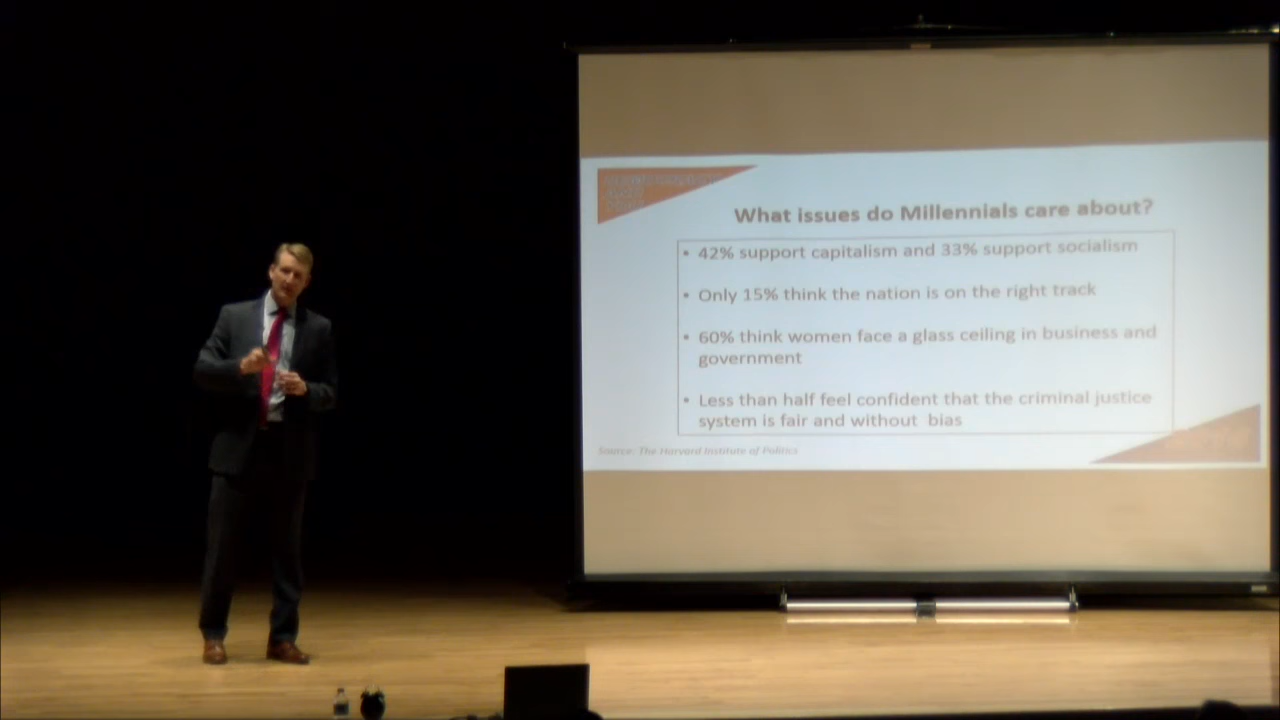 What issues do Millennials care about?
• 42% support capitalism and 33% support socialism
• Only 15% think the nation is on the right track
• 60% think women face a glass ceiling in business and
government
• Less than half feel confident that the criminal justice
system is fair and without bias
Source: The Harvard Institute of Politics